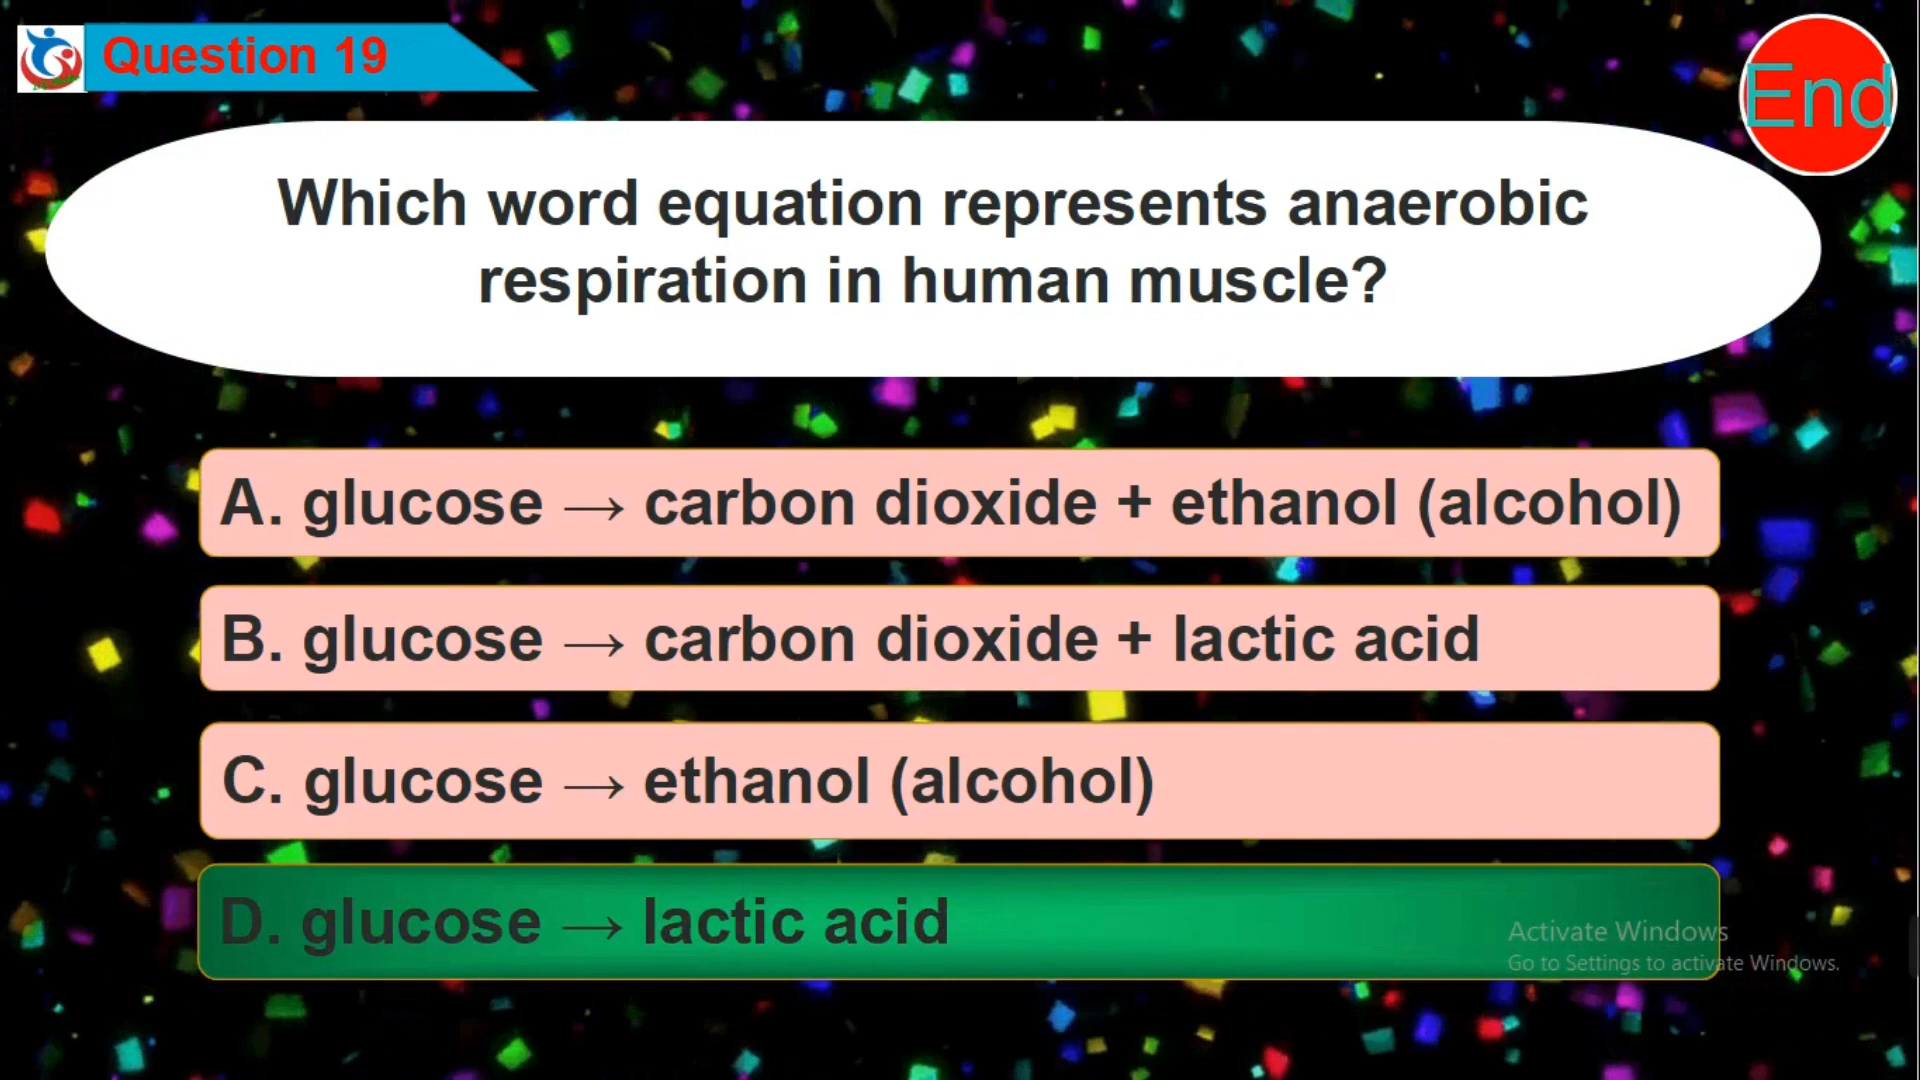 Question 19
End
Which word equation represents anaerobic
respiration in human muscle?
A. glucose → carbon dioxide + ethanol (alcohol)
B. glucose → carbon dioxide + lactic acid
C. glucose → ethanol (alcohol)
D. glucose → lactic acid
Activate Windows
Go to Settings to activate Windows.